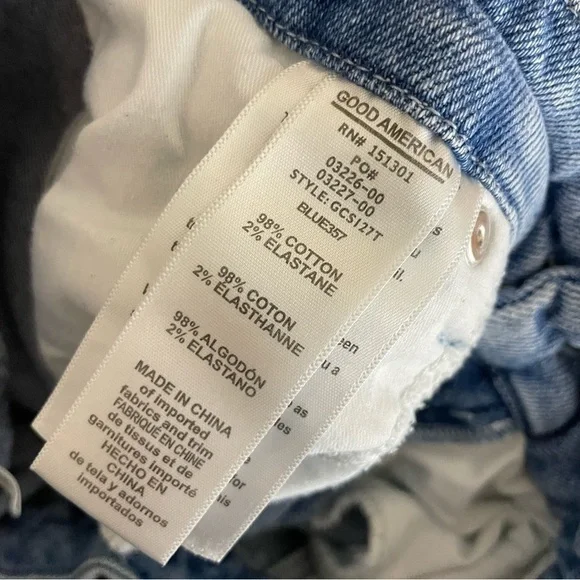 GOOD AMERICAN
RN# 151301
PO#
03226-00
03227-00
STYLE: GCS127T
BLUE357
98% COTTON
2% ELASTANE
98% COTON
2% ÉLASTHANNE
98% ALGODÓN
2% ELASTANO
MADE IN CHINA
of imported
fabrics and trim
FABRIQUÉ EN CHINE
de tissus et de
garnitures importé
HECHO EN
CHINA
de tela y adornos
importados